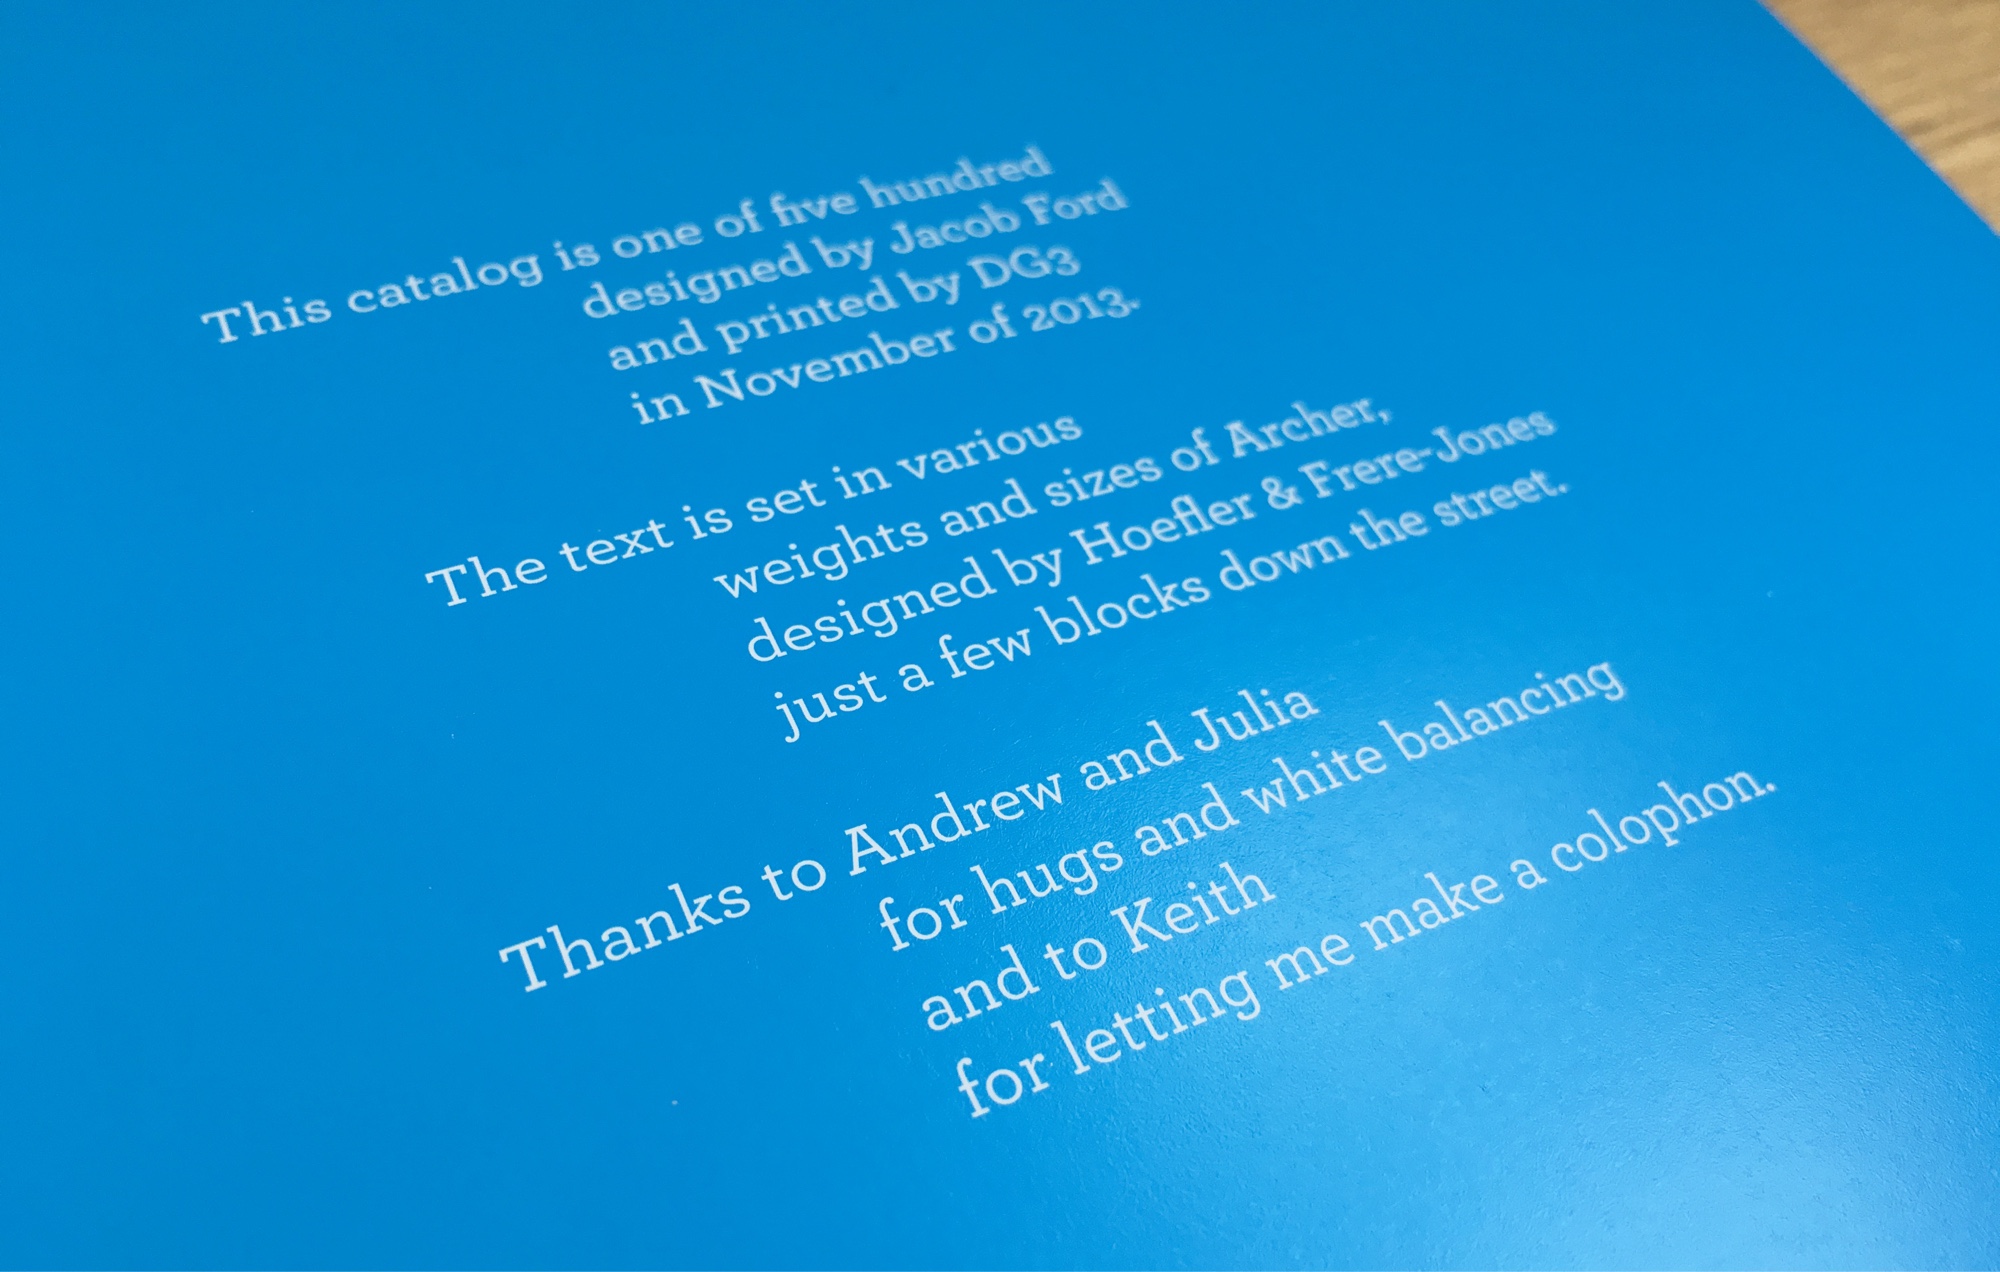 This catalog is one of five hundred
designed by Jacob Ford
and printed by DG3
in November of 2013.
The text is set in various
weights and sizes of Archer,
designed by Hoefler & Frere-Jones
just a few blocks down the street.
Thanks to Andrew and Julia
for hugs and white balancing
and to Keith
for letting me make a colophon.